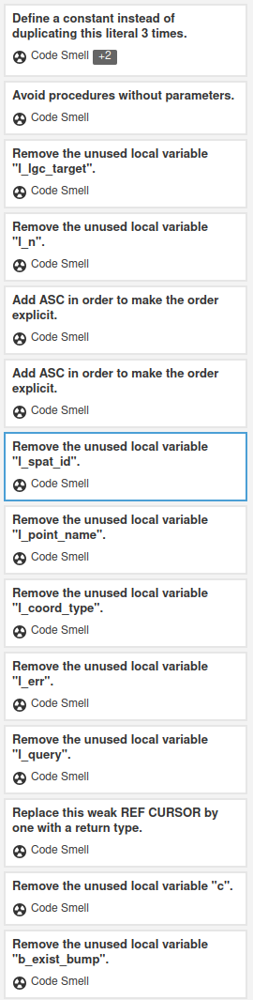 Define a constant instead of
duplicating this literal 3 times.
Code Smell +2
Avoid procedures without parameters.
Code Smell
Remove the unused local variable
"l_lgc_target".
Code Smell
Remove the unused local variable
"l_n".
Code Smell
Add ASC in order to make the order
explicit.
Code Smell
Add ASC in order to make the order
explicit.
Code Smell
Remove the unused local variable
"l_spat_id".
Code Smell
Remove the unused local variable
"l_point_name".
Code Smell
Remove the unused local variable
"l_coord_type".
Code Smell
Remove the unused local variable
"l_err".
Code Smell
Remove the unused local variable
"l_query".
Code Smell
Replace this weak REF CURSOR by
one with a return type.
Code Smell
Remove the unused local variable "c".
Code Smell
Remove the unused local variable
"b_exist_bump".
Code Smell